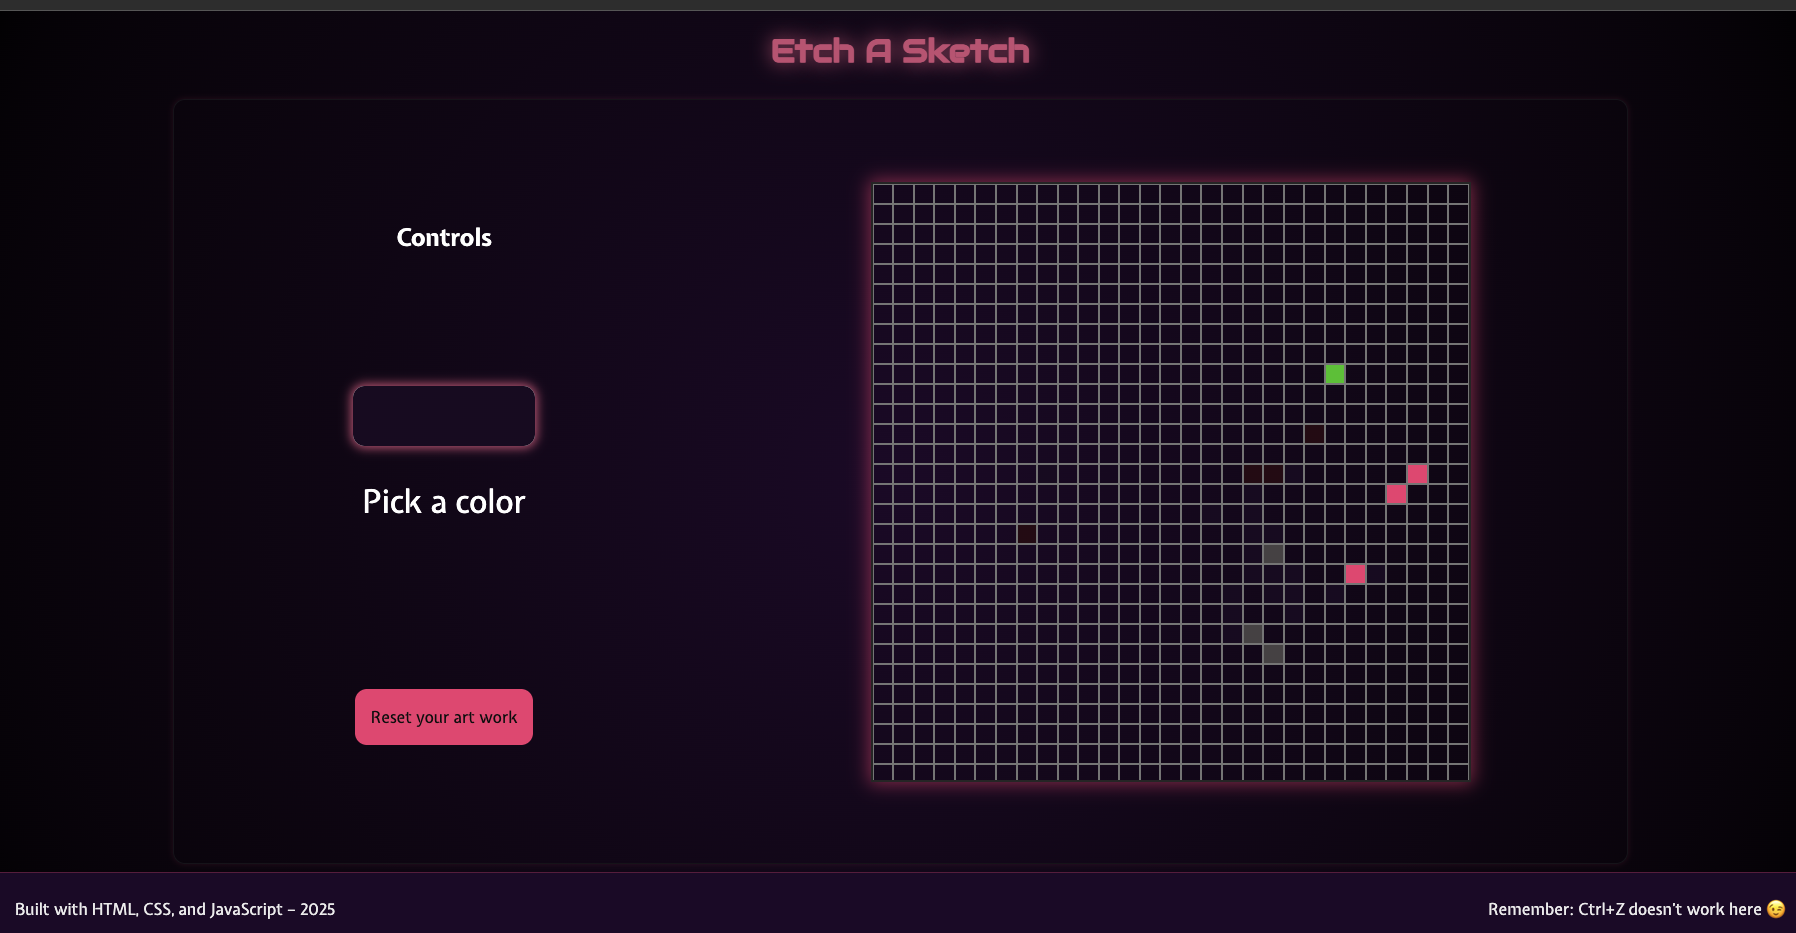 Etch A Sketch
Controls
Pick a color
Reset your art work
Built with HTML, CSS, and JavaScript – 2025
Remember: Ctrl+Z doesn't work here 😉